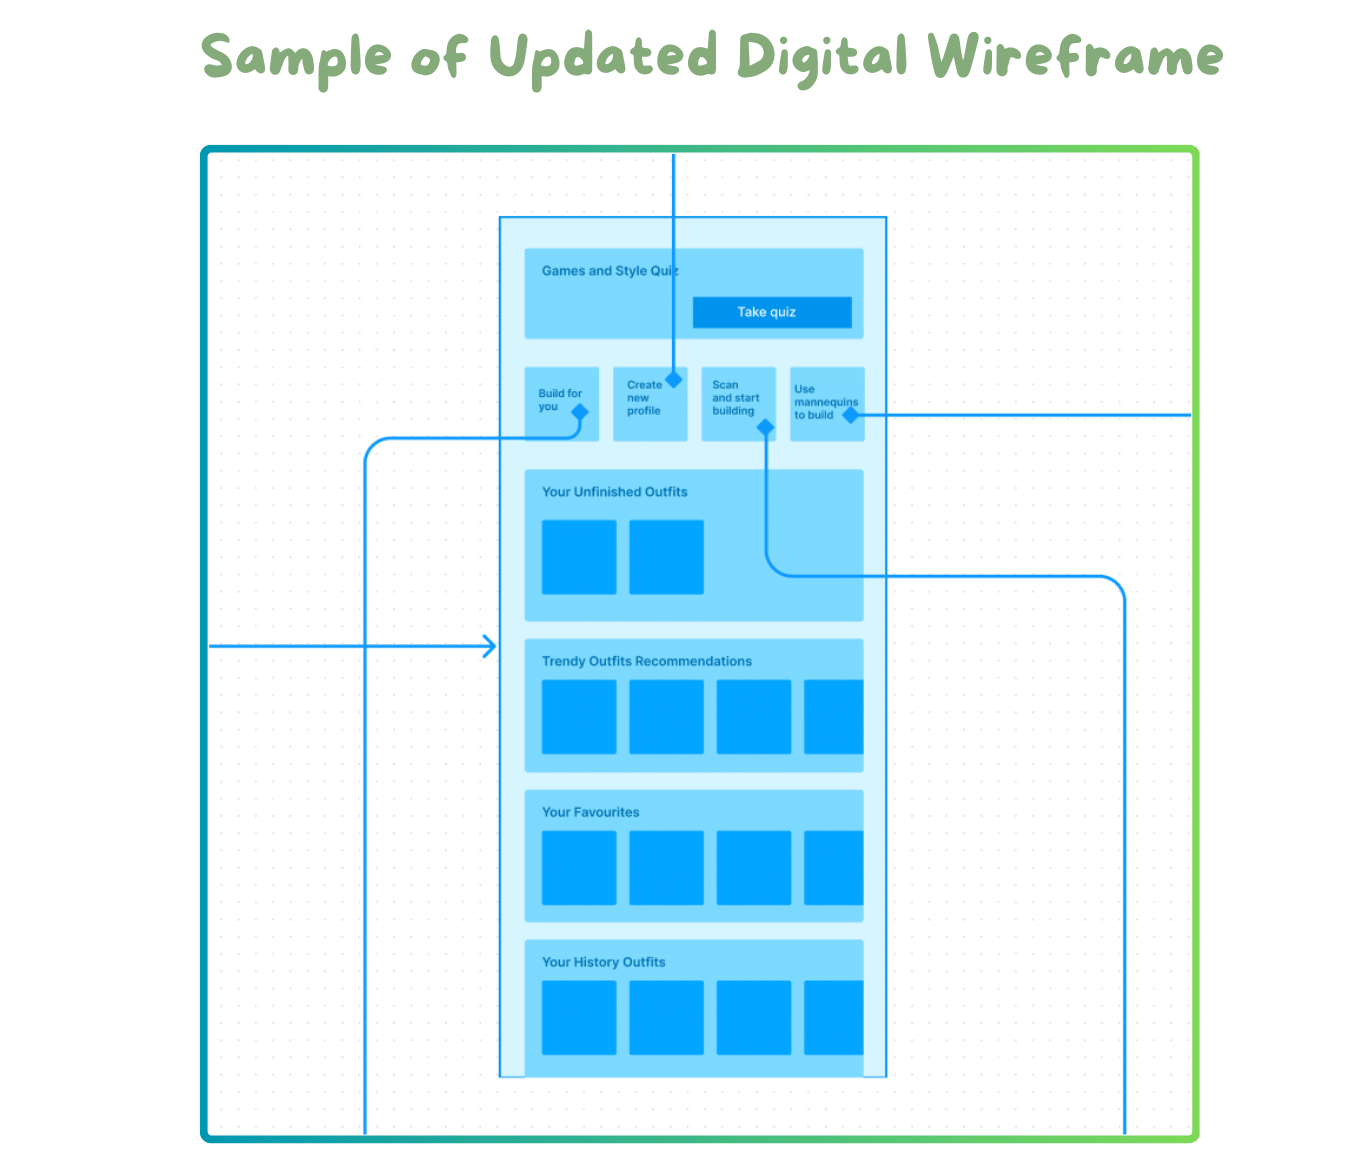 Sample of Updated Digital Wireframe
Games and Style Quiz
Take quiz
Build for
you
Create
new
profile
Scan
and start
building
Use
mannequins
to build
Your Unfinished Outfits
Trendy Outfits Recommendations
Your Favourites
Your History Outfits